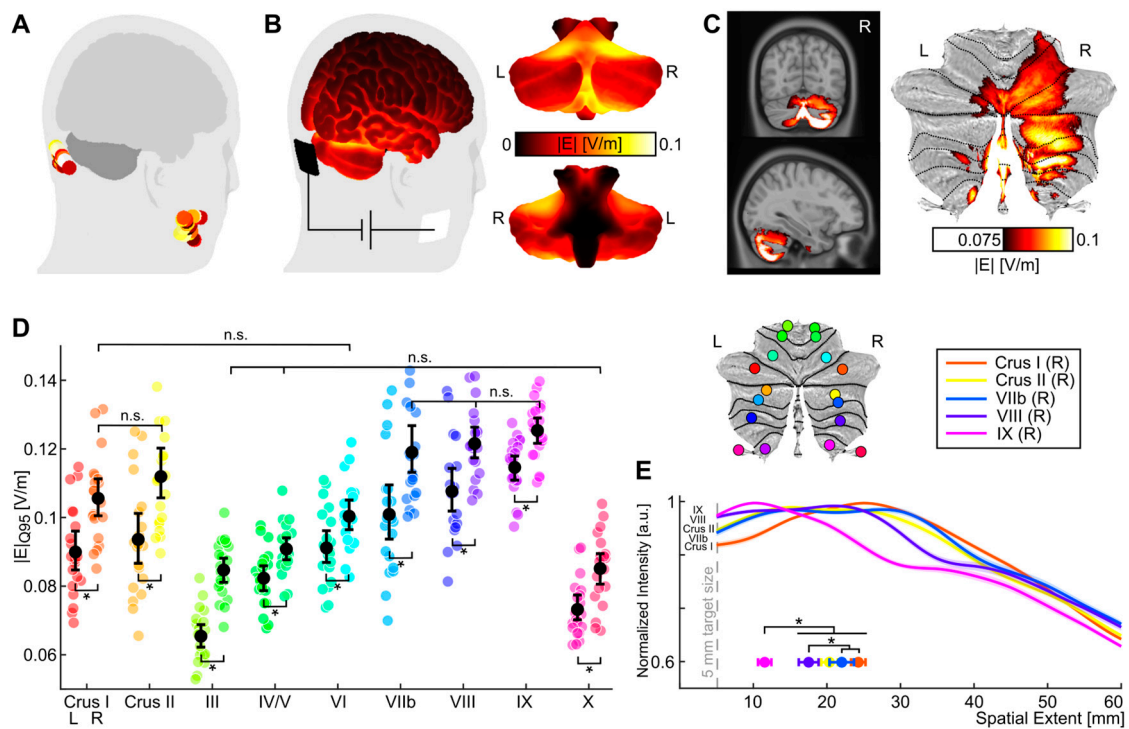 A
B
L
R
0
|E| [V/m]
0.1
R
L
C
R
L
R
0.075
0.1
|E| [V/m]
D
n.s.
n.s.
n.s.
n.s.
|E|Q95 [V/m]
0.14
0.12
0.1
0.08
0.06
*
*
*
*
*
*
*
*
*
Crus I
Crus II
III
IV/V
VI
VIIb
VIII
IX
X
L R
L
R
Crus I (R)
Crus II (R)
VIIb (R)
VIII (R)
IX (R)
E
Normalized Intensity [a.u.]
1
0.6
IX
VIII
Crus II
VIIb
Crus I
5 mm target size
*
*
10
20
30
40
50
60
Spatial Extent [mm]